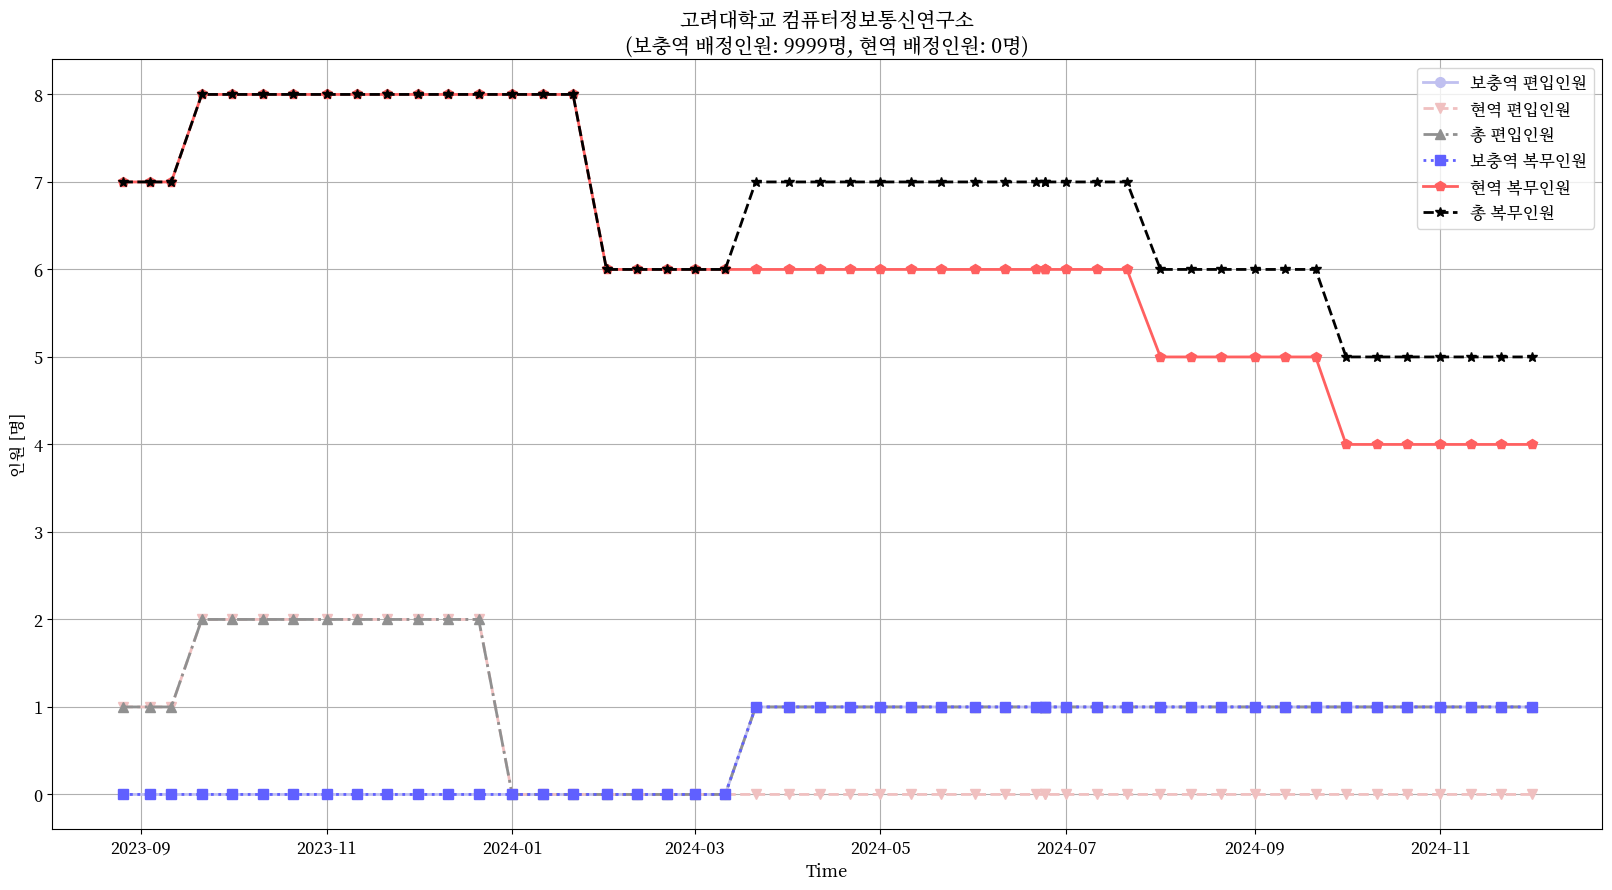 고려대학교 컴퓨터정보통신연구소
(보충역 배정인원: 9999명, 현역 배정인원: 0명)
보충역 편입인원
현역 편입인원
총 편입인원
보충역 복무인원
현역 복무인원
총 복무인원
인원 [명]
8
7
6
5
4
3
2
1
0
2023-09
2023-11
2024-01
2024-03
2024-05
2024-07
2024-09
2024-11
Time